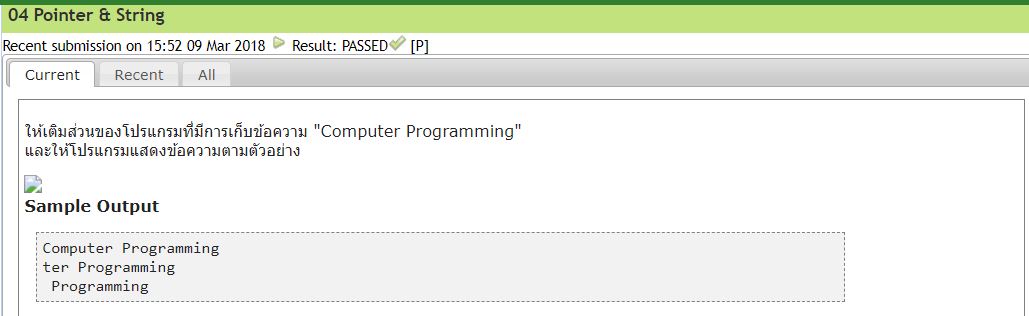 04 Pointer & String
Recent submission on 15:52 09 Mar 2018 Result: PASSED [P]
Current Recent All
ให้เติมส่วนของโปรแกรมที่มีการเก็บข้อความ "Computer Programming"
และให้โปรแกรมแสดงข้อความตามตัวอย่าง
Sample Output
Computer Programming
ter Programming
 Programming